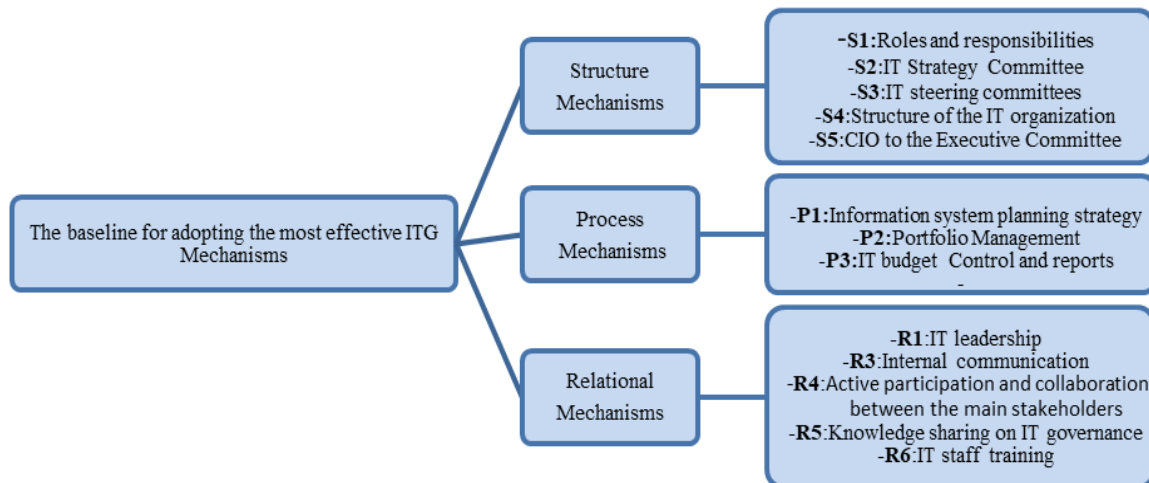 The baseline for adopting the most effective ITG
Mechanisms
Structure
Mechanisms
-S1:Roles and responsibilities
-S2:IT Strategy Committee
-S3:IT steering committees
-S4:Structure of the IT organization
-S5:CIO to the Executive Committee
Process
Mechanisms
-P1:Information system planning strategy
-P2:Portfolio Management
-P3:IT budget Control and reports
-
Relational
Mechanisms
-R1:IT leadership
-R3:Internal communication
-R4:Active participation and collaboration
between the main stakeholders
-R5:Knowledge sharing on IT governance
-R6:IT staff training